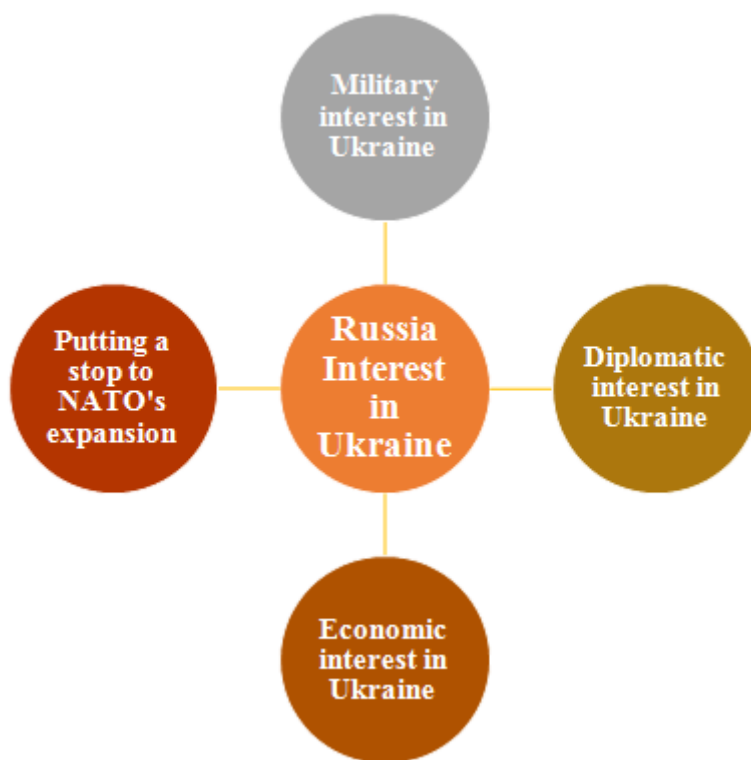 Military
interest in
Ukraine
Putting a
stop to
NATO's
expansion
Russia
Interest
in
Ukraine
Diplomatic
interest in
Ukraine
Economic
interest in
Ukraine